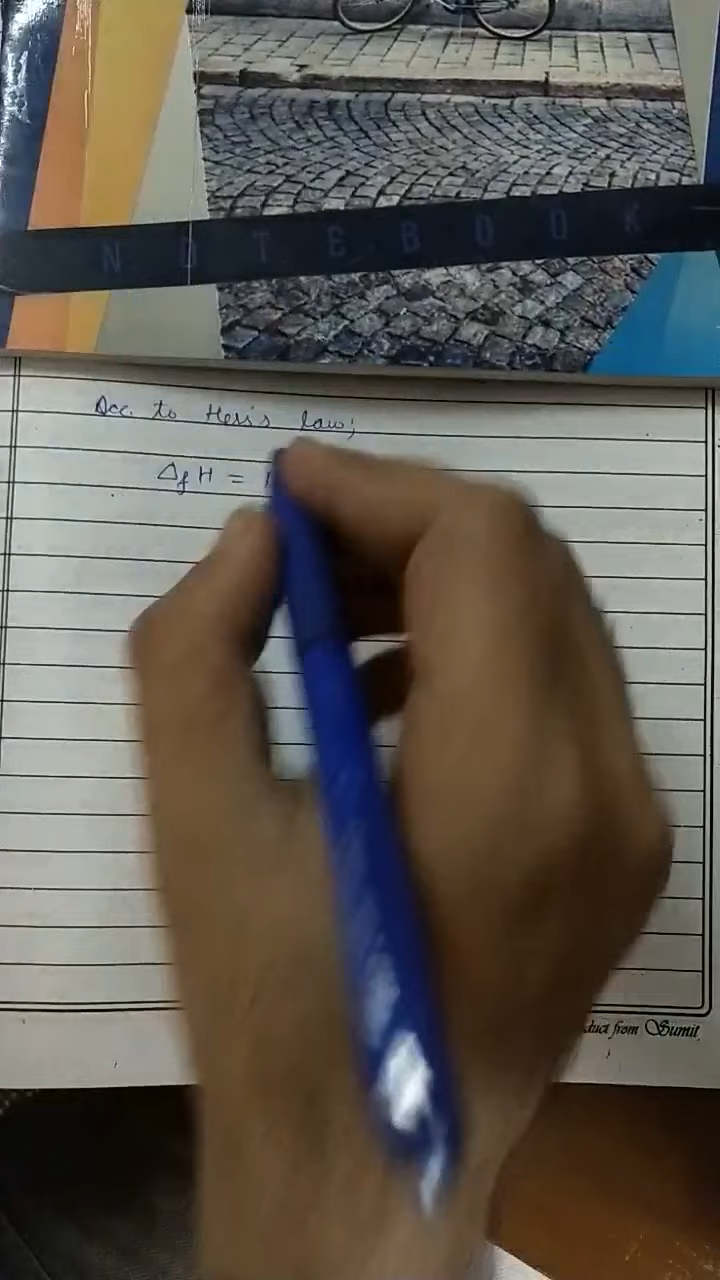 NOTEBOOK
Acc. to Hess's law;
ΔfH =
duct from Sumit